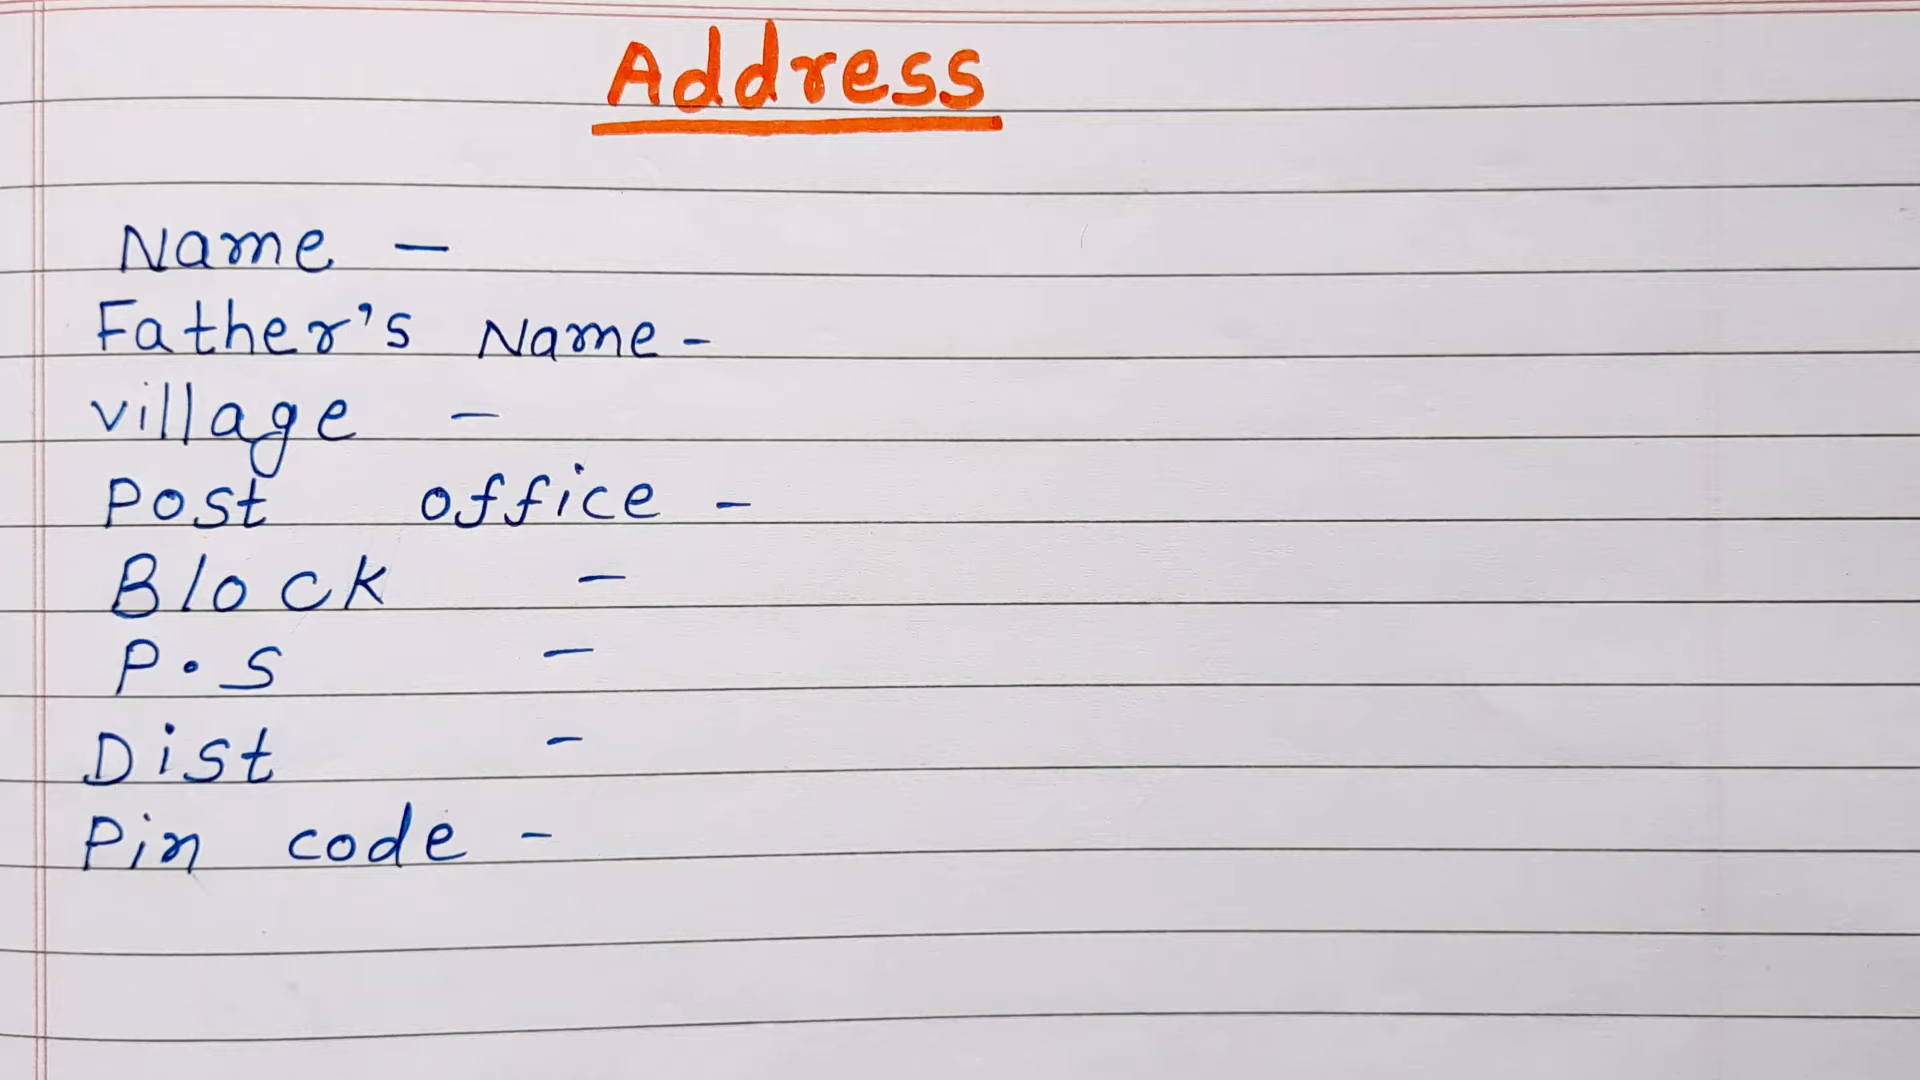 Address
Name -
Father's Name -
village -
Post office -
Block -
P.S -
Dist -
Pin code -